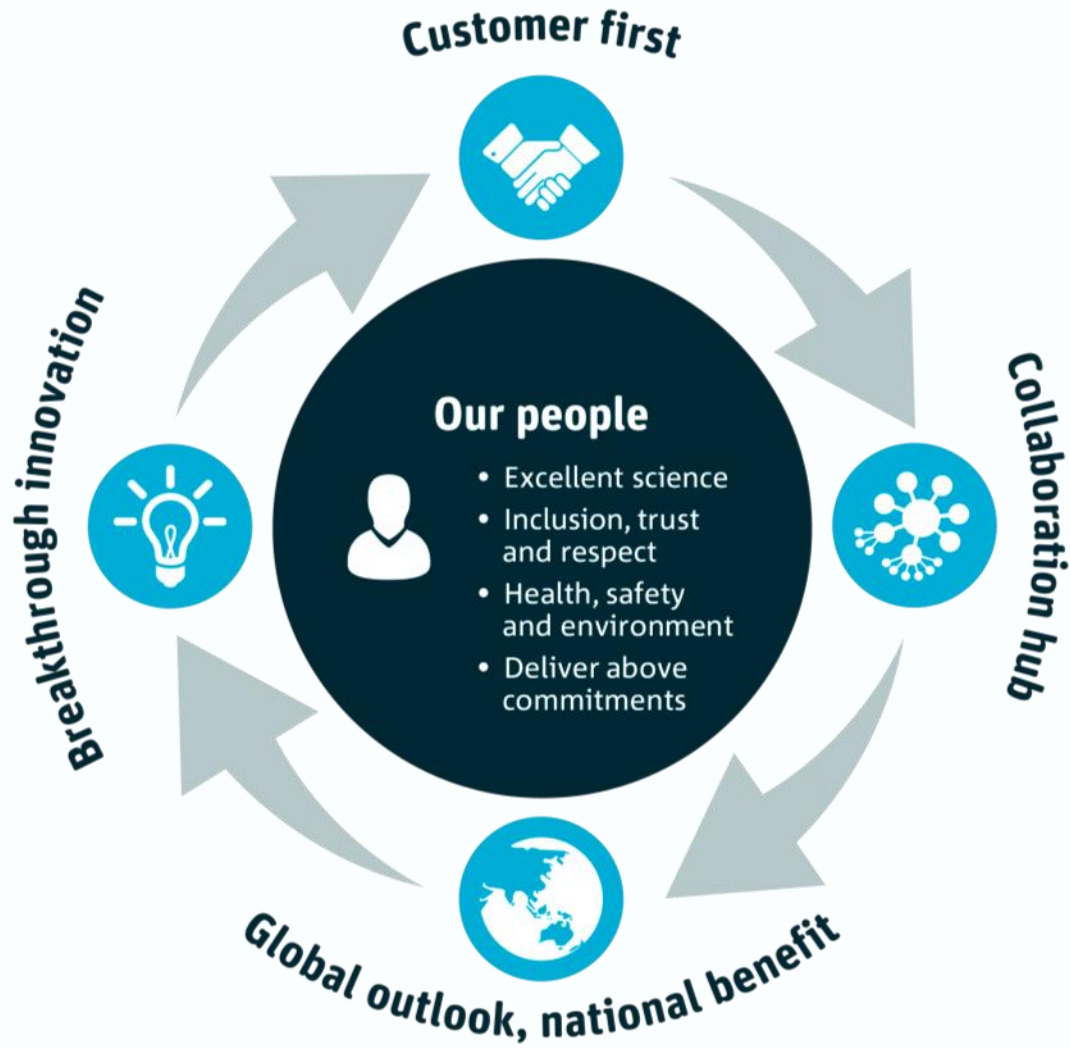 Customer first
Collaboration hub
Global outlook, national benefit
Breakthrough innovation
Our people
• Excellent science
• Inclusion, trust
and respect
• Health, safety
and environment
• Deliver above
commitments